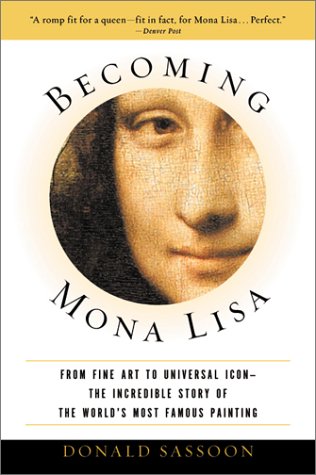 "A romp fit for a queen—fit in fact, for Mona Lisa... Perfect."
—Denver Post
BECOMING
MONA LISA
FROM FINE ART TO UNIVERSAL ICON—
THE INCREDIBLE STORY OF
THE WORLD'S MOST FAMOUS PAINTING
DONALD SASSOON